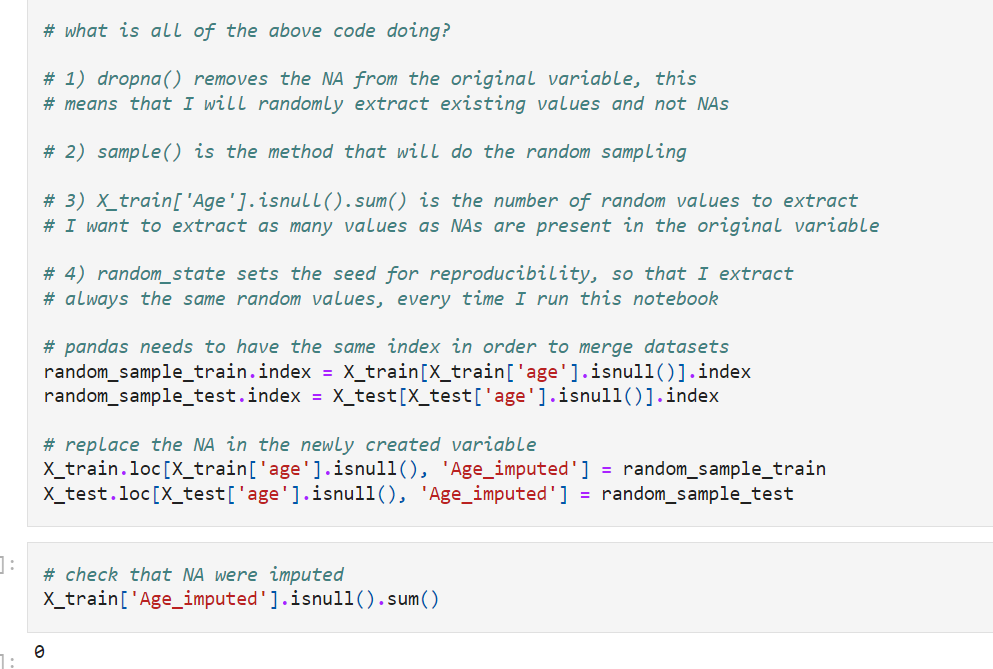 # what is all of the above code doing?
# 1) dropna() removes the NA from the original variable, this
# means that I will randomly extract existing values and not NAs
# 2) sample() is the method that will do the random sampling
# 3) X_train['Age'].isnull().sum() is the number of random values to extract
# I want to extract as many values as NAs are present in the original variable
# 4) random_state sets the seed for reproducibility, so that I extract
# always the same random values, every time I run this notebook
# pandas needs to have the same index in order to merge datasets
random_sample_train.index = X_train[X_train['age'].isnull()].index
random_sample_test.index = X_test[X_test['age'].isnull()].index
# replace the NA in the newly created variable
X_train.loc[X_train['age'].isnull(), 'Age_imputed'] = random_sample_train
X_test.loc[X_test['age'].isnull(), 'Age_imputed'] = random_sample_test
]:
# check that NA were imputed
X_train['Age_imputed'].isnull().sum()
]:
0